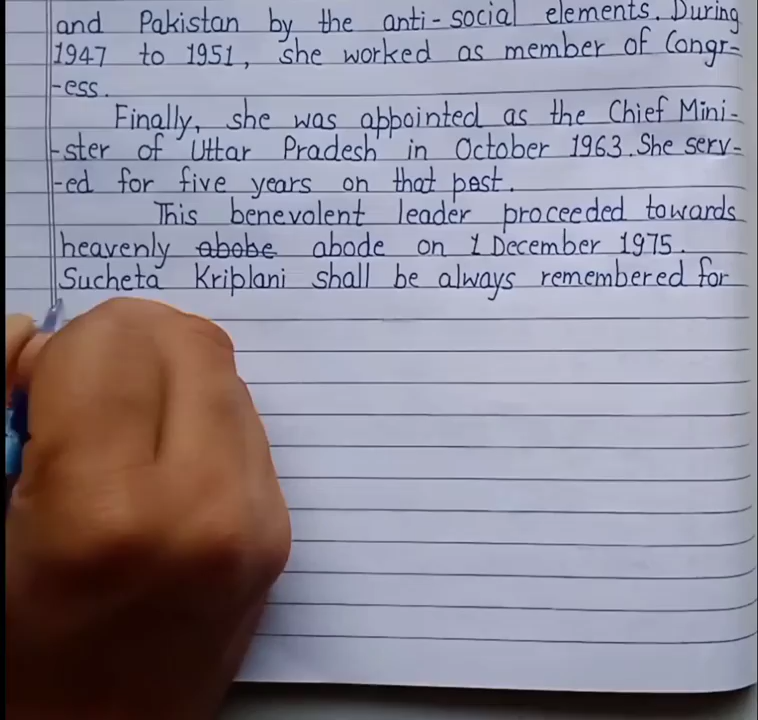 and Pakistan by the anti-social elements. During
1947 to 1951, she worked as member of Congr-
-ess.
Finally, she was appointed as the Chief Mini-
-ster of Uttar Pradesh in October 1963. She serv-
-ed for five years on that post.
This benevolent leader proceeded towards
heavenly abobe abode on 1 December 1975.
Sucheta Kriplani shall be always remembered for